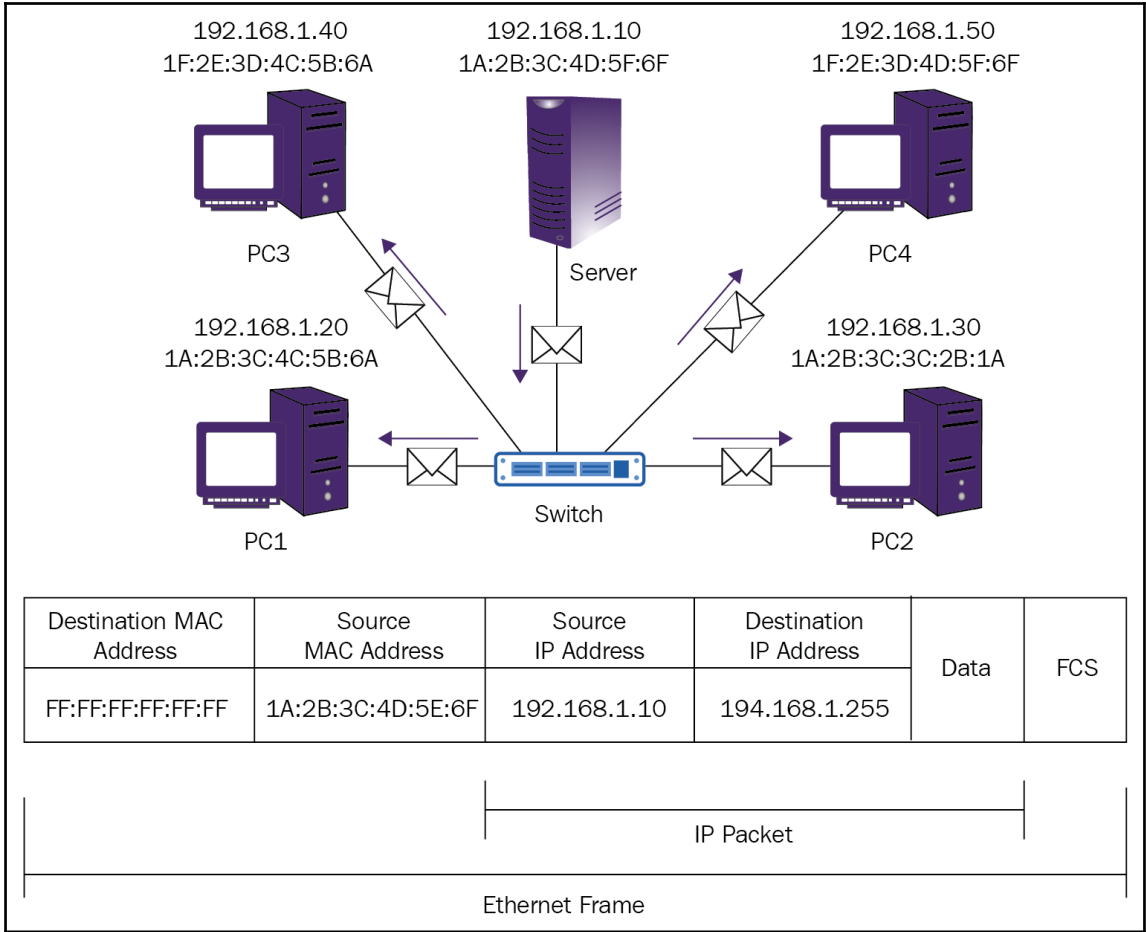 192.168.1.40
1F:2E:3D:4C:5B:6A
192.168.1.10
1A:2B:3C:4D:5F:6F
192.168.1.50
1F:2E:3D:4D:5F:6F
PC3
Server
PC4
192.168.1.20
1A:2B:3C:4C:5B:6A
192.168.1.30
1A:2B:3C:3C:2B:1A
PC1
Switch
PC2
Destination MAC
Address
Source
MAC Address
Source
IP Address
Destination
IP Address
Data
FCS
FF:FF:FF:FF:FF:FF
1A:2B:3C:4D:5E:6F
192.168.1.10
194.168.1.255
IP Packet
Ethernet Frame